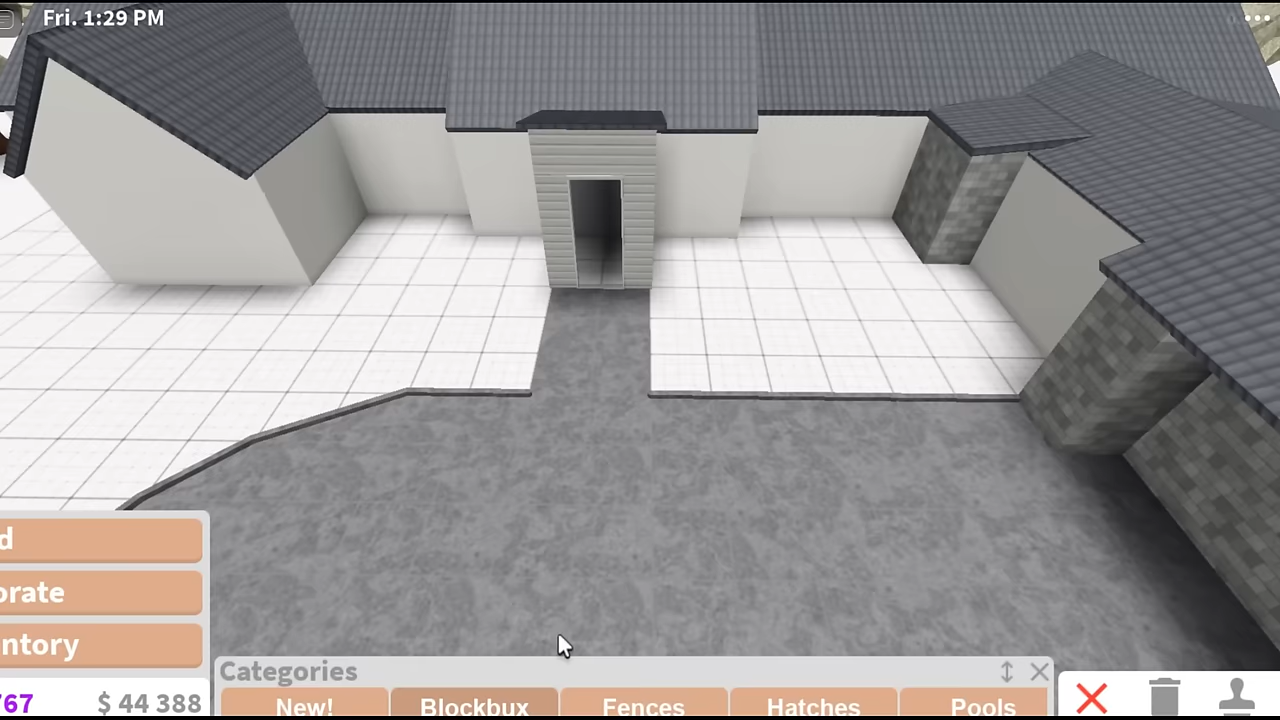 Fri. 1:29 PM
d
orate
ntory
767 $ 44 388
Categories
New! Blockbux Fences Hatches Pools